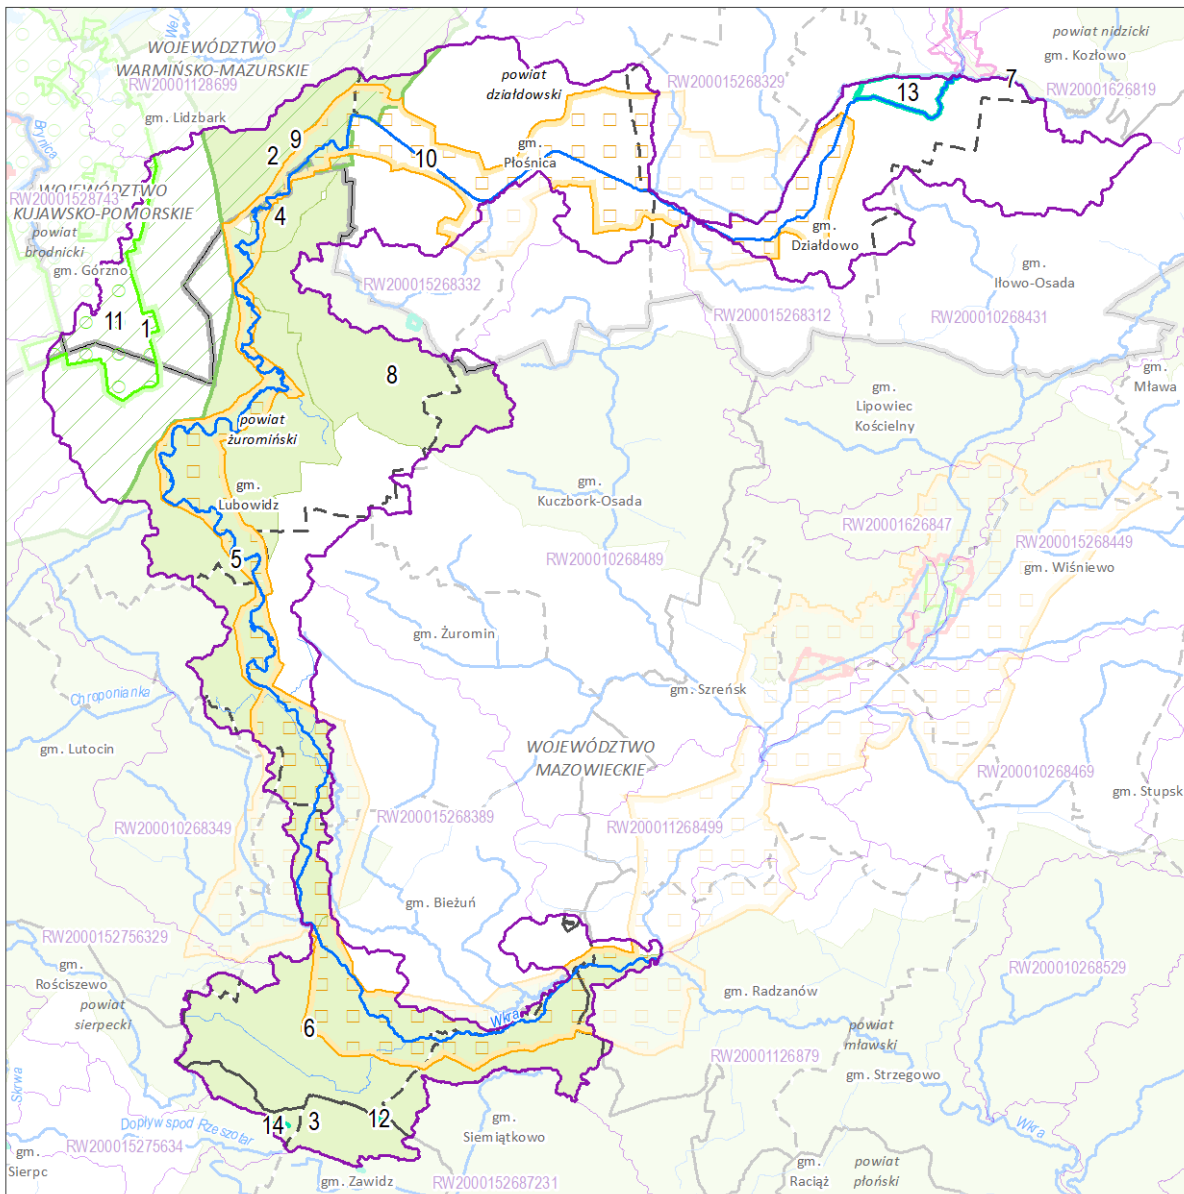 WOJEWÓDZTWO
WARMIŃSKO-MAZURSKIE
RW20001128699
Wel
gm. Lidzbark
Brynica
powiat
działdowski
RW200015268329
powiat nidzicki
gm. Kozłowo
7
RW20001626819
13
9
2
10
gm.
Płośnica
WOJEWÓDZTWO
RW20001528743
KUJAWSKO-POMORSKIE
powiat
brodnicki
gm. Górzno
4
gm.
Działdowo
gm.
Iłowo-Osada
RW200015268332
RW200015268312
RW200010268431
11
1
8
gm.
Mława
gm.
Lipowiec
Kościelny
powiat
żuromiński
gm.
Lubowidz
gm.
Kuczbork-Osada
RW20001626847
RW200015268449
5
RW200010268489
gm. Wiśniewo
gm. Żuromin
Chroponianka
gm. Szreńsk
gm. Lutocin
WOJEWÓDZTWO
MAZOWIECKIE
RW200010268469
gm. Stupsk
RW200010268349
RW200015268389
RW200011268499
gm. Bieżuń
RW2000152756329
gm.
Rościszewo
powiat
sierpecki
RW200010268529
gm. Radzanów
Wkra
6
powiat
mławski
RW20001126879
gm. Strzegowo
Skrwa
14
3
12
Dopływ spod Rzeszotar
gm.
Siemiątkowo
Wkra
RW200015275634
gm.
Sierpc
gm. Zawidz
RW2000152687231
gm.
Raciąż
powiat
płoński